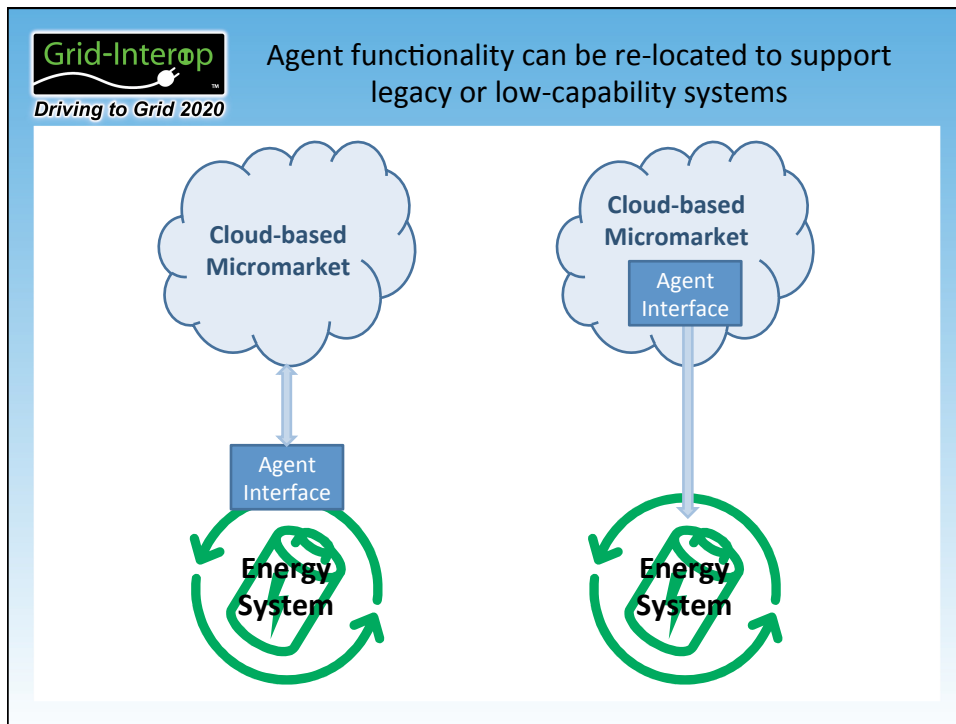 Grid-Interop
™
Driving to Grid 2020
Agent functionality can be re-located to support
legacy or low-capability systems
Cloud-based
Micromarket
Agent
Interface
Energy
System
Cloud-based
Micromarket
Agent
Interface
Energy
System